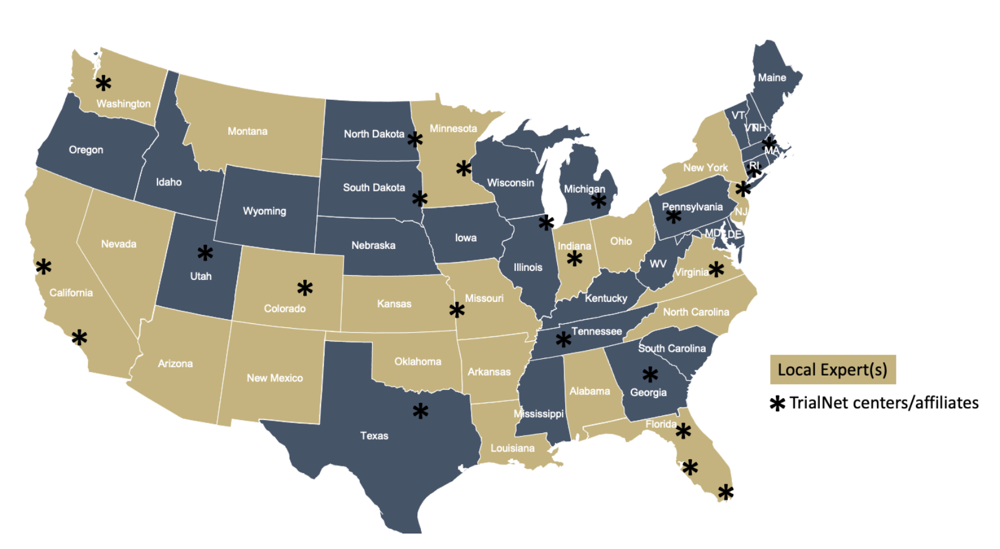 Maine
Washington
VT
Minnesota
VT
NH
Montana
North Dakota
Oregon
MA
RI
New York
Idaho
Wisconsin
South Dakota
Michigan
Pennsylvania
Wyoming
NJ
MD
DE
Iowa
Ohio
Nevada
Nebraska
Indiana
WV
Illinois
Virginia
Utah
California
Missouri
Kentucky
Kansas
Colorado
North Carolina
Tennessee
South Carolina
Oklahoma
Arizona
Arkansas
New Mexico
Local Expert(s)
Alabama
Georgia
TrialNet centers/affiliates
Mississippi
Florida
Texas
Louisiana